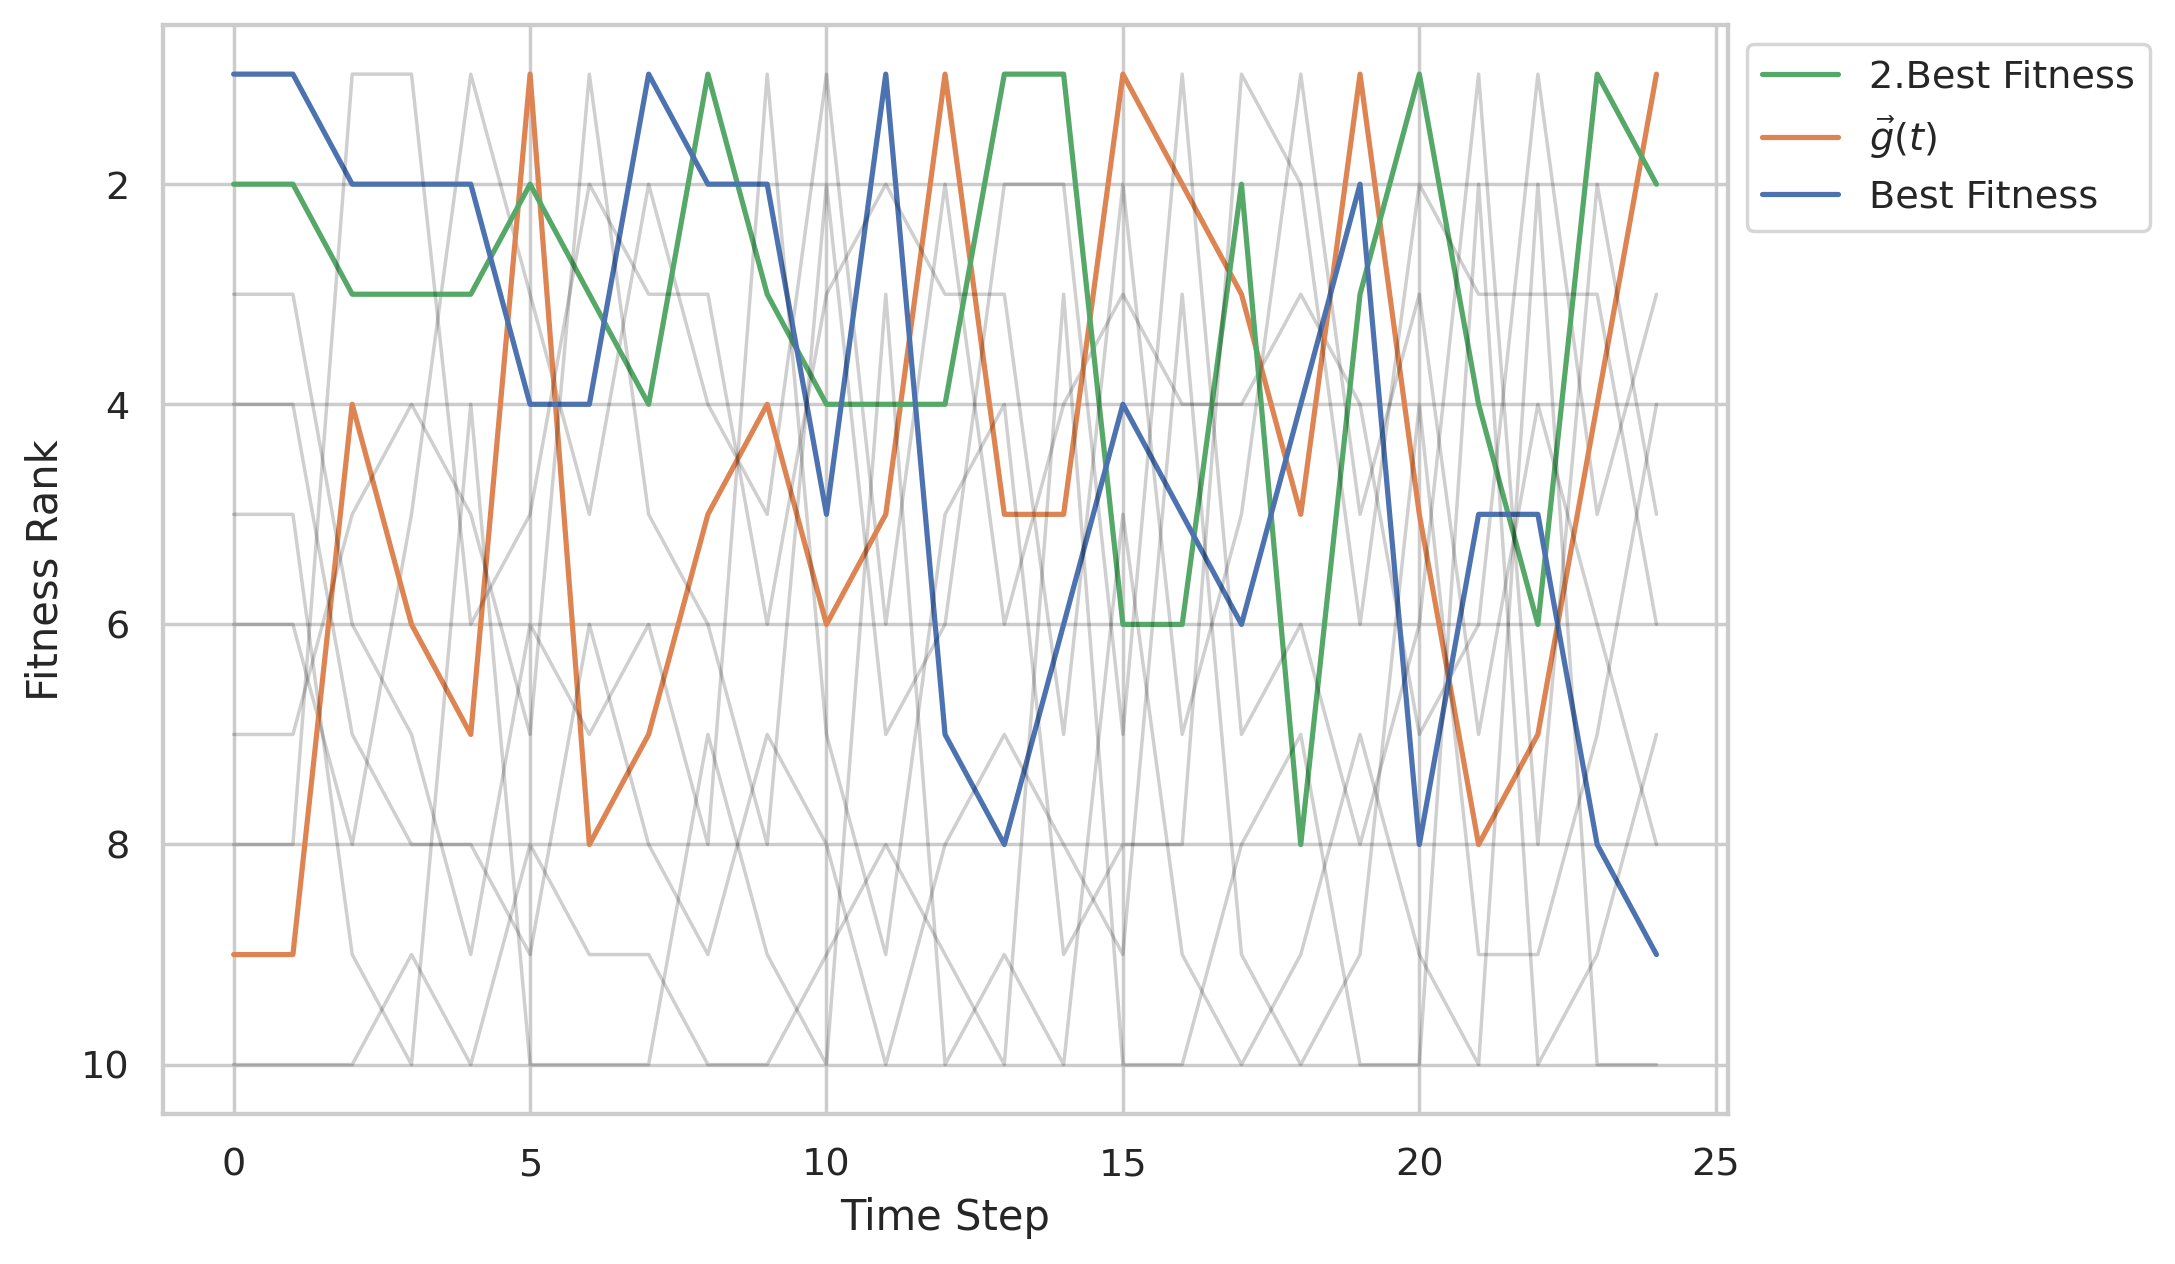 2.Best Fitness
g⃗(t)
Best Fitness
Fitness Rank
2
4
6
8
10
0 5 10 15 20 25
Time Step